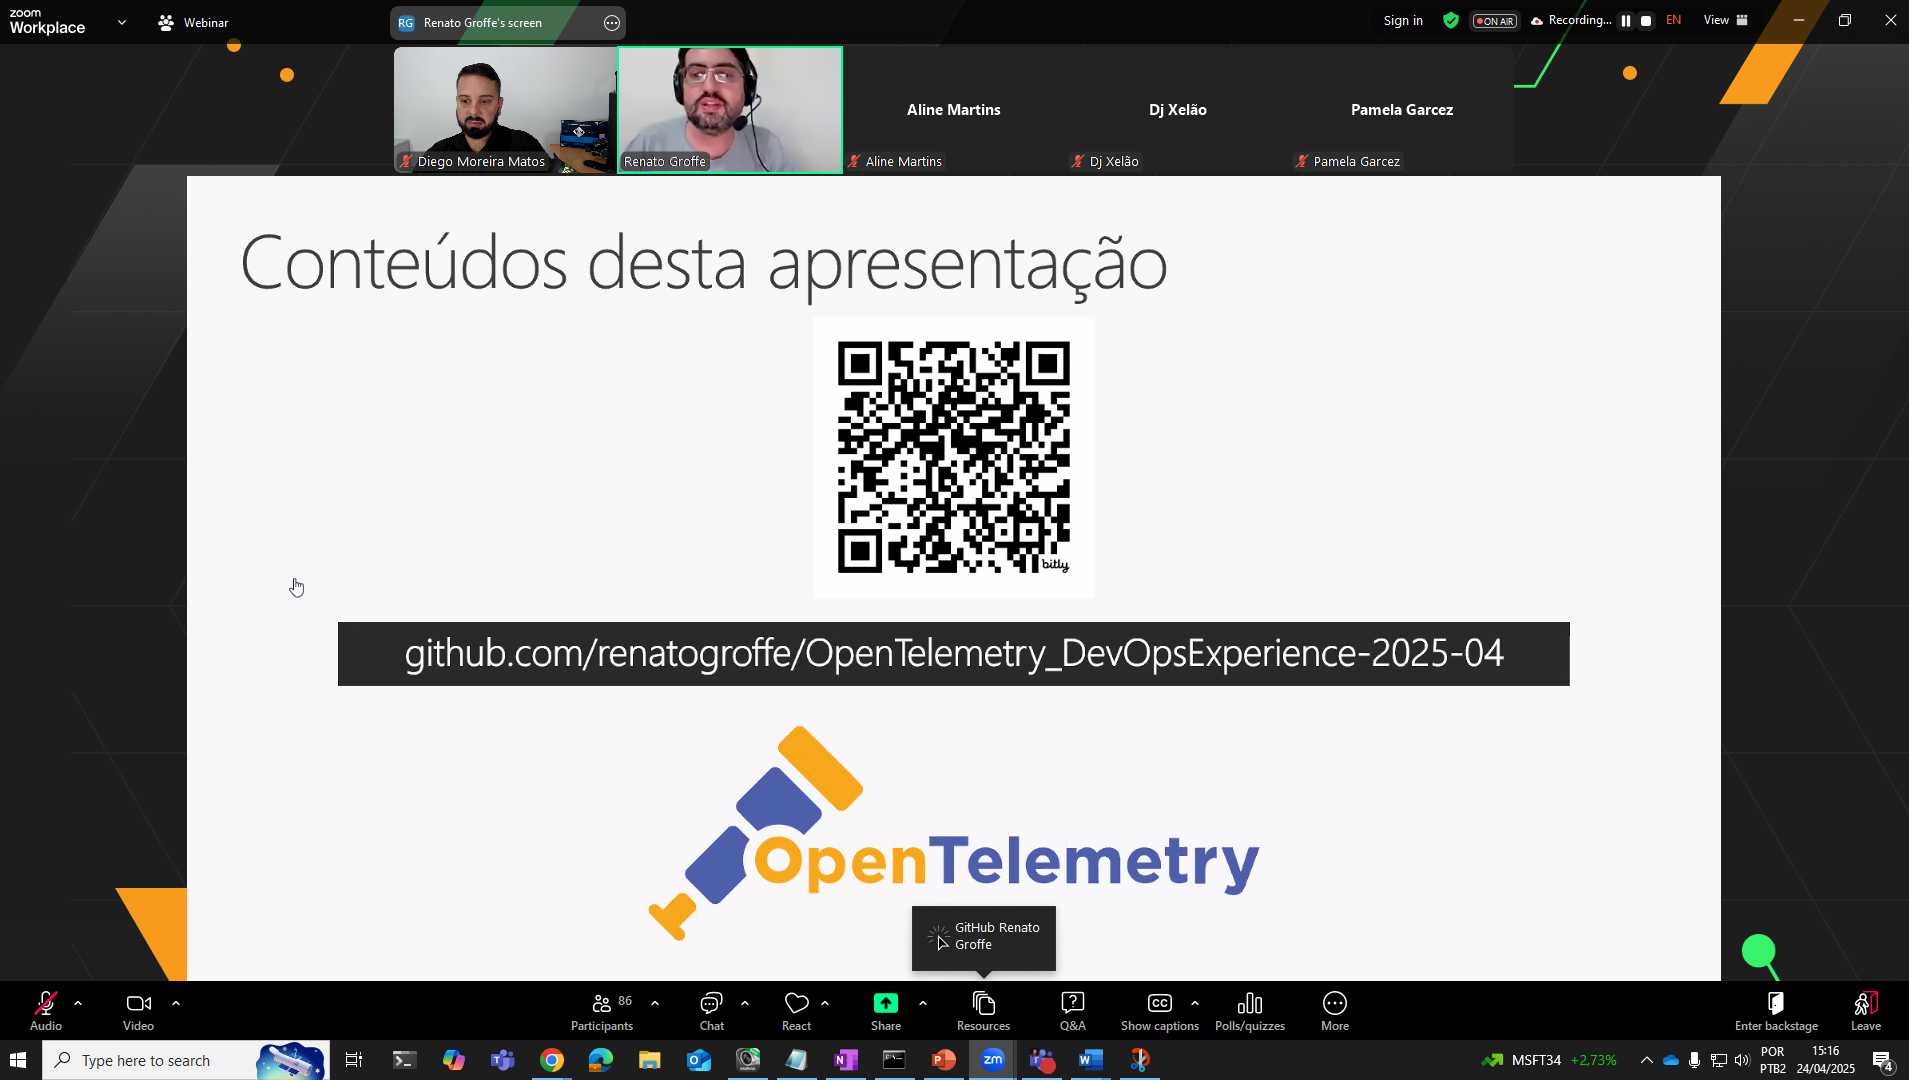 zoom
Workplace
Webinar
RG
Renato Groffe's screen
Sign in
ON AIR
Recording...
EN
View
Diego Moreira Matos
Renato Groffe
Aline Martins
Aline Martins
Dj Xelão
Dj Xelão
Pamela Garcez
Pamela Garcez
Conteúdos desta apresentação
bitly
github.com/renatogroffe/OpenTelemetry_DevOpsExperience-2025-04
OpenTelemetry
GitHub Renato
Groffe
Audio
Video
86
Participants
Chat
React
Share
Resources
Q&A
CC
Show captions
Polls/quizzes
More
Enter backstage
Leave
Type here to search
zm
MSFT34 +2,73%
POR
PTB2
15:16
24/04/2025
4